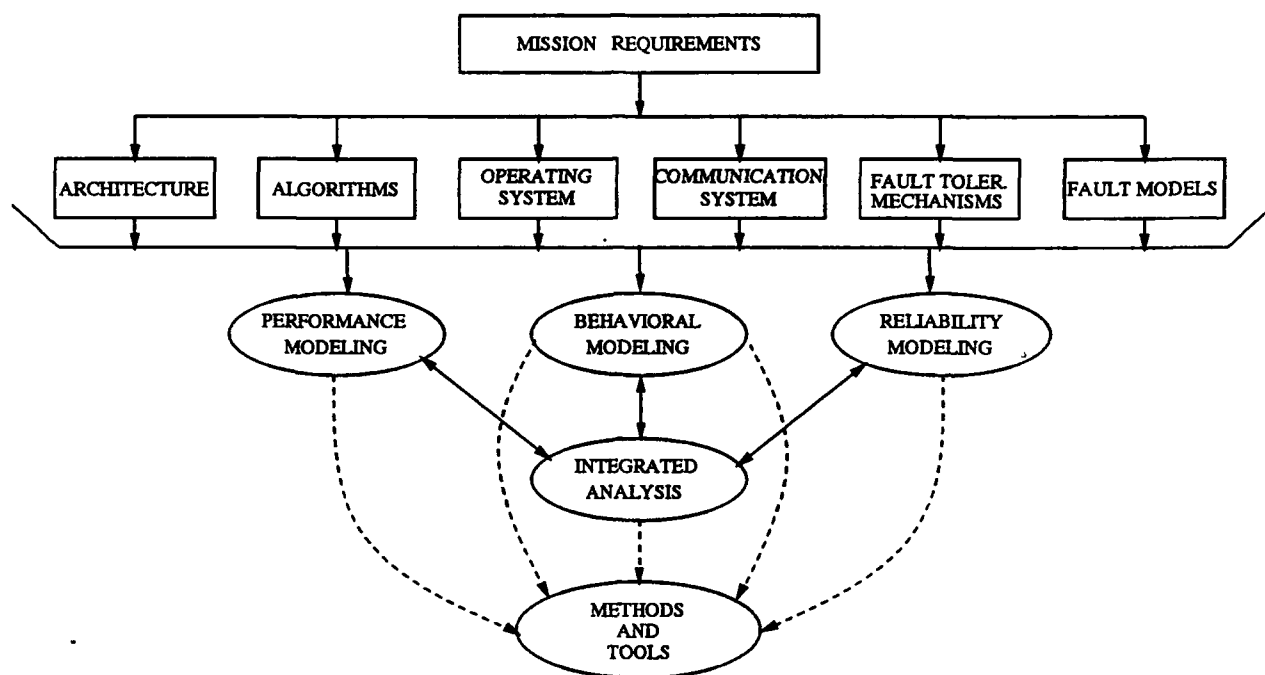 MISSION REQUIREMENTS
ARCHITECTURE
ALGORITHMS
OPERATING
SYSTEM
COMMUNICATION
SYSTEM
FAULT TOLER.
MECHANISMS
FAULT MODELS
PERFORMANCE
MODELING
BEHAVIORAL
MODELING
RELIABILITY
MODELING
INTEGRATED
ANALYSIS
METHODS
AND
TOOLS